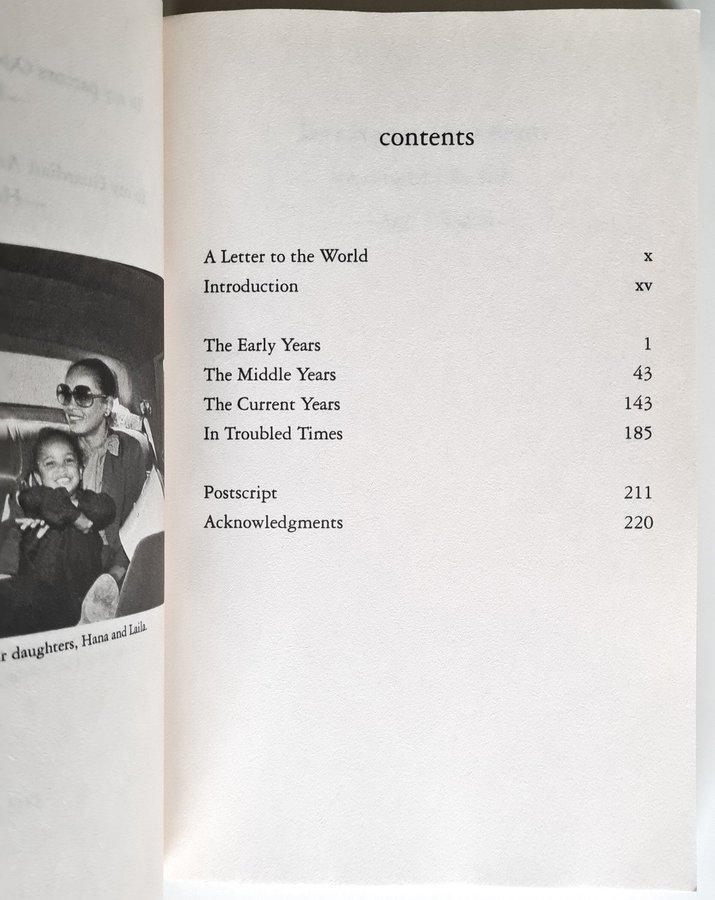 r daughters, Hana and Laila.
contents
A Letter to the World x
Introduction xv
The Early Years 1
The Middle Years 43
The Current Years 143
In Troubled Times 185
Postscript 211
Acknowledgments 220